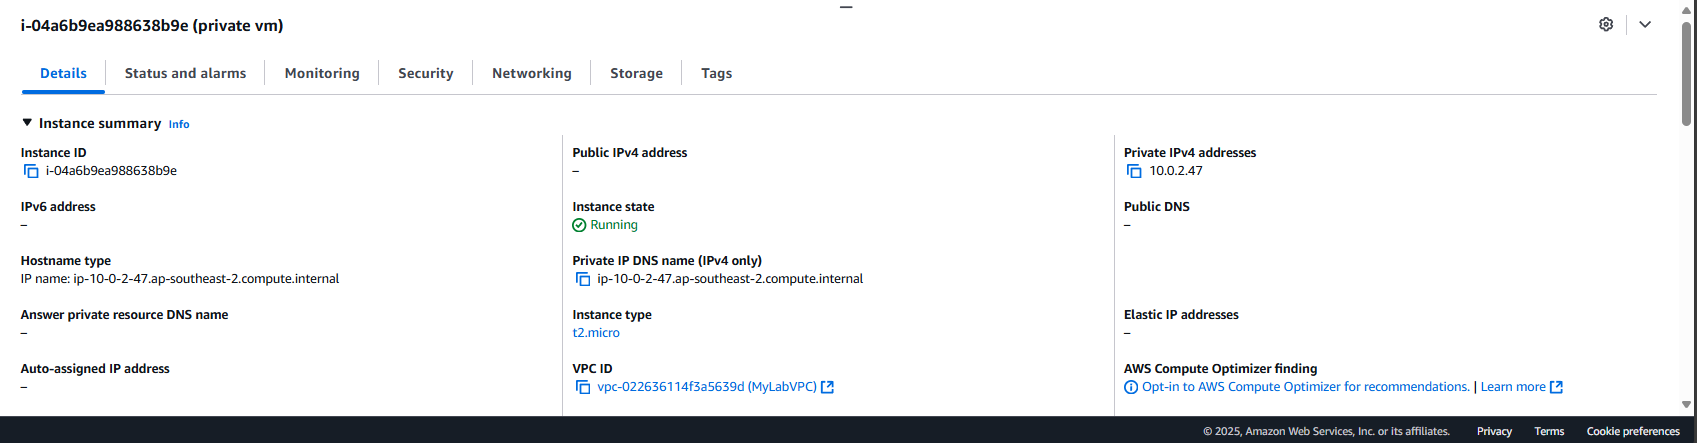 i-04a6b9ea988638b9e (private vm)
Details
Status and alarms
Monitoring
Security
Networking
Storage
Tags
Instance summary Info
Instance ID
i-04a6b9ea988638b9e
Public IPv4 address
–
Private IPv4 addresses
10.0.2.47
IPv6 address
–
Instance state
Running
Public DNS
–
Hostname type
IP name: ip-10-0-2-47.ap-southeast-2.compute.internal
Private IP DNS name (IPv4 only)
ip-10-0-2-47.ap-southeast-2.compute.internal
Answer private resource DNS name
–
Instance type
t2.micro
Elastic IP addresses
–
Auto-assigned IP address
–
VPC ID
vpc-022636114f3a5639d (MyLabVPC)
AWS Compute Optimizer finding
Opt-in to AWS Compute Optimizer for recommendations. | Learn more
© 2025, Amazon Web Services, Inc. or its affiliates. Privacy Terms Cookie preferences